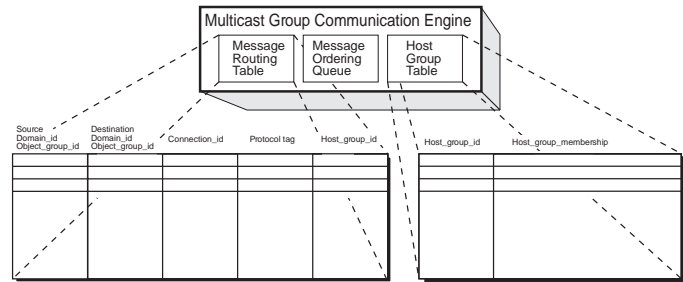 Multicast Group Communication Engine
Message
Routing
Table
Message
Ordering
Queue
Host
Group
Table
Source
Domain_id
Object_group_id
Destination
Domain_id
Object_group_id
Connection_id
Protocol tag
Host_group_id
Host_group_id
Host_group_membership